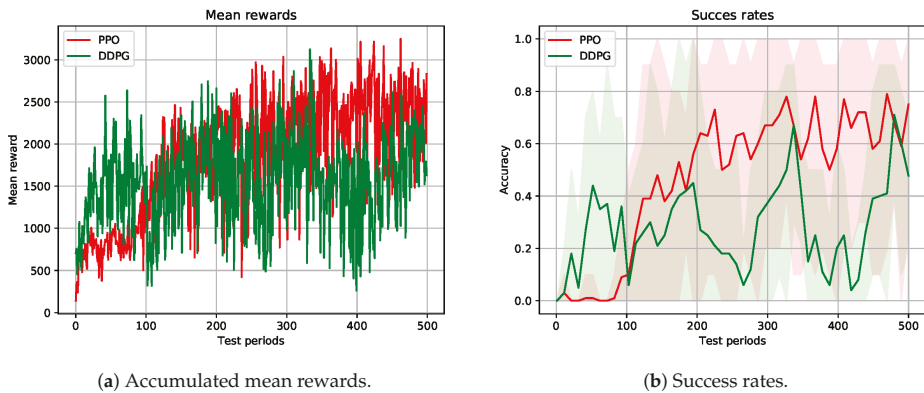 Mean rewards
PPO
DDPG
3000
2500
2000
1500
1000
500
0
Mean reward
0 100 200 300 400 500
Test periods
(a) Accumulated mean rewards.
Succes rates
PPO
DDPG
1.0
0.8
0.6
0.4
0.2
0.0
Accuracy
0 100 200 300 400 500
Test periods
(b) Success rates.